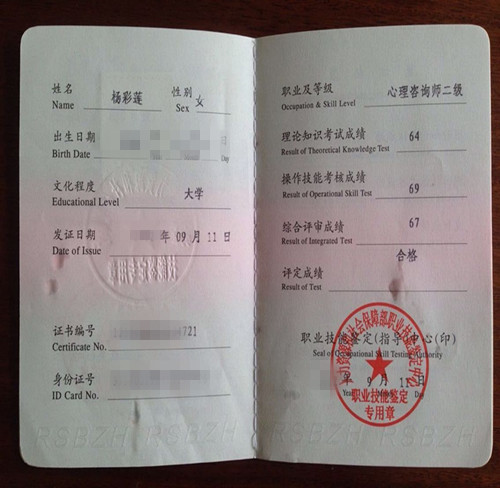 姓名
Name
杨彩莲
性别
Sex
女
出生日期
Birth Date
Day
文化程度
Educational Level
大学
发证日期
Date of Issue
年09月11日
证书编号
Certificate No.
721
身份证号
ID Card No.
RSBZH RSBZH
职业及等级
Occupation & Skill Level
心理咨询师二级
理论知识考试成绩
Result of Theoretical Knowledge Test
64
操作技能考核成绩
Result of Operational Skill Test
69
综合评审成绩
Result of Integrated Test
67
评定成绩
Result of Test
合格
职业技能鉴定(指导)中心(印)
Seal of Occupational Skill Testing Authority
年 9月 11日
Day
职业技能鉴定
专用章
RSBZH RSBZH